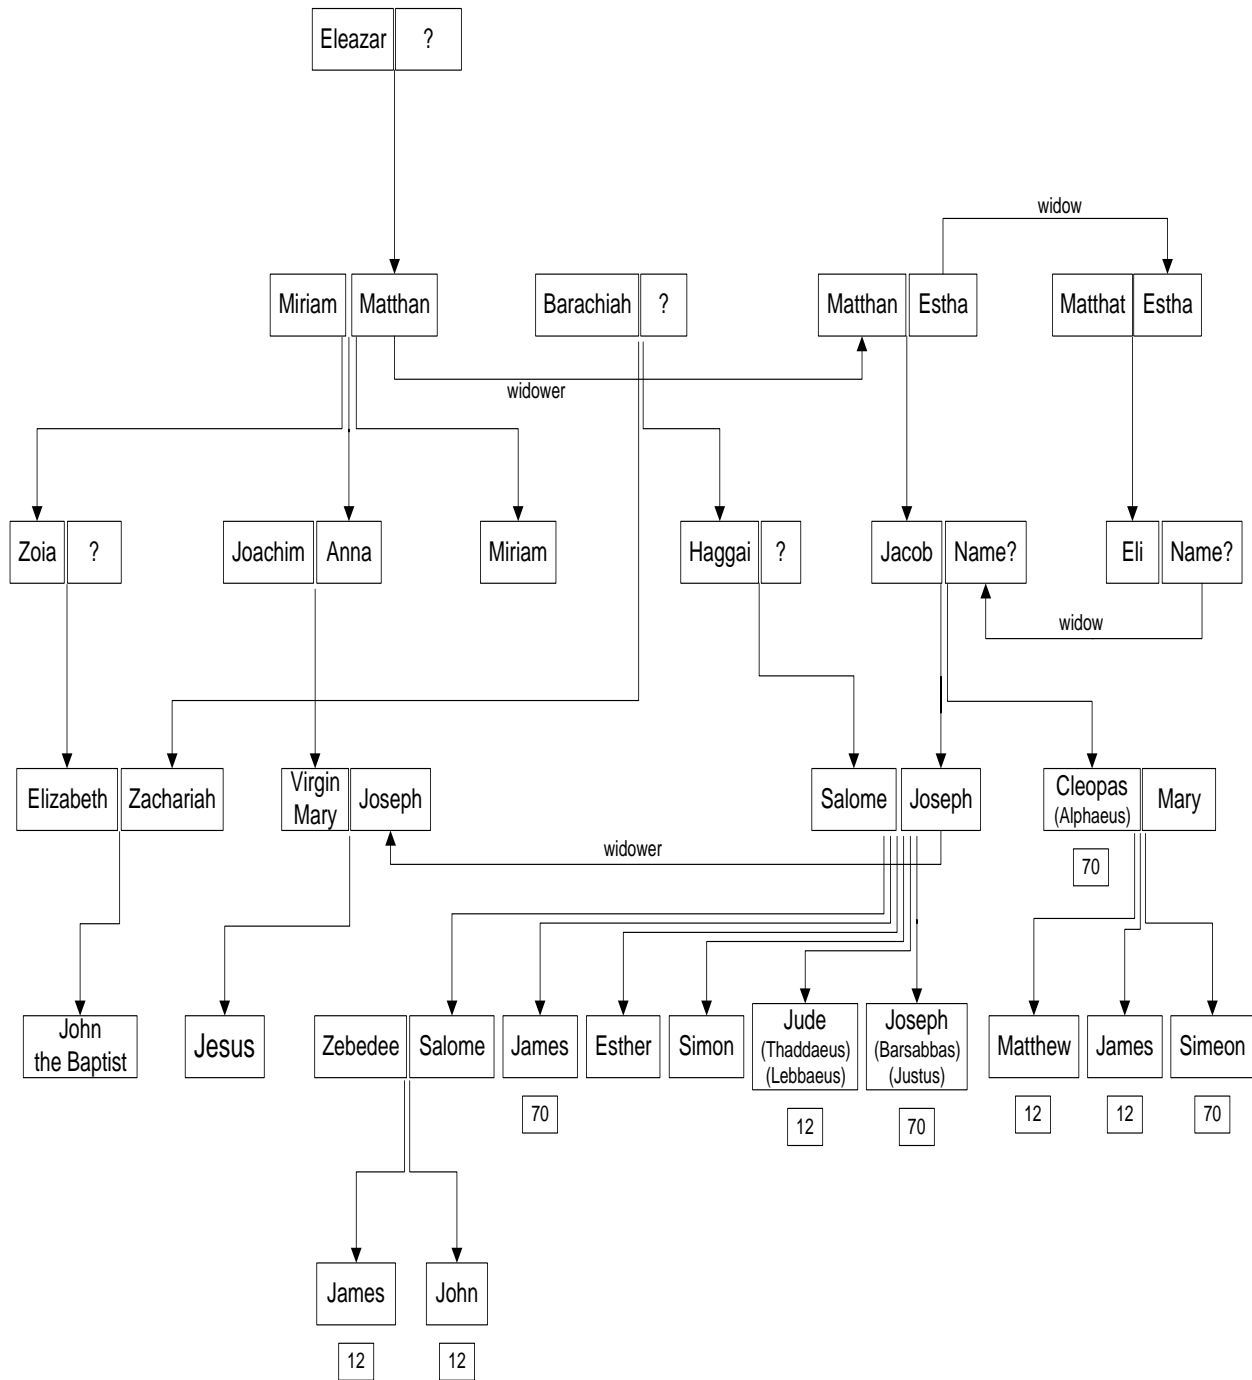 Eleazar ?
widow
Miriam Matthan Barachiah ? Matthan Estha Matthat Estha
widower
Zoia ? Joachim Anna Miriam Haggai ? Jacob Name? Eli Name?
widow
Elizabeth Zachariah Virgin Mary Joseph Salome Joseph Cleopas (Alphaeus) Mary
widower
70
John the Baptist Jesus Zebedee Salome James Esther Simon Jude (Thaddaeus) (Lebbaeus) Joseph (Barsabbas) (Justus) Matthew James Simeon
70 12 70 12 12 70
James John
12 12